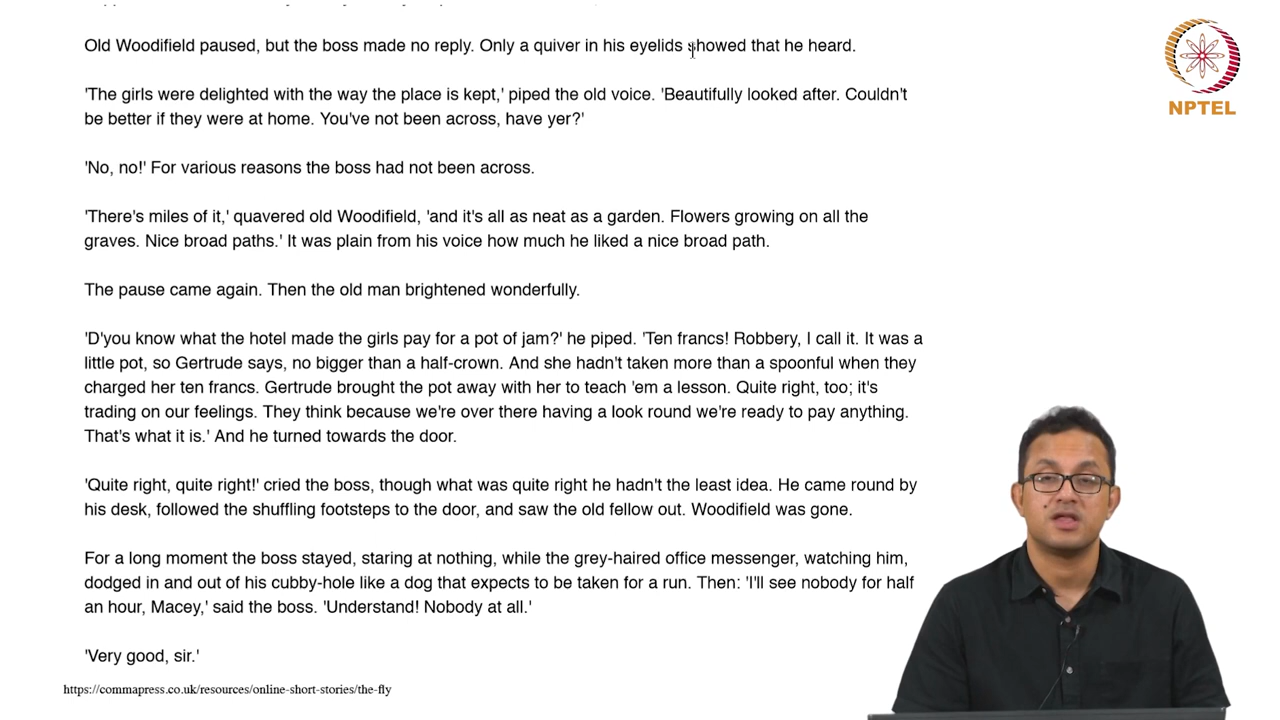 Old Woodifield paused, but the boss made no reply. Only a quiver in his eyelids showed that he heard.
'The girls were delighted with the way the place is kept,' piped the old voice. 'Beautifully looked after. Couldn't
be better if they were at home. You've not been across, have yer?'
'No, no!' For various reasons the boss had not been across.
'There's miles of it,' quavered old Woodifield, 'and it's all as neat as a garden. Flowers growing on all the
graves. Nice broad paths.' It was plain from his voice how much he liked a nice broad path.
The pause came again. Then the old man brightened wonderfully.
'D'you know what the hotel made the girls pay for a pot of jam?' he piped. 'Ten francs! Robbery, I call it. It was a
little pot, so Gertrude says, no bigger than a half-crown. And she hadn't taken more than a spoonful when they
charged her ten francs. Gertrude brought the pot away with her to teach 'em a lesson. Quite right, too; it's
trading on our feelings. They think because we're over there having a look round we're ready to pay anything.
That's what it is.' And he turned towards the door.
'Quite right, quite right!' cried the boss, though what was quite right he hadn't the least idea. He came round by
his desk, followed the shuffling footsteps to the door, and saw the old fellow out. Woodifield was gone.
For a long moment the boss stayed, staring at nothing, while the grey-haired office messenger, watching him,
dodged in and out of his cubby-hole like a dog that expects to be taken for a run. Then: 'I'll see nobody for half
an hour, Macey,' said the boss. 'Understand! Nobody at all.'
'Very good, sir.'
https://commapress.co.uk/resources/online-short-stories/the-fly
NPTEL